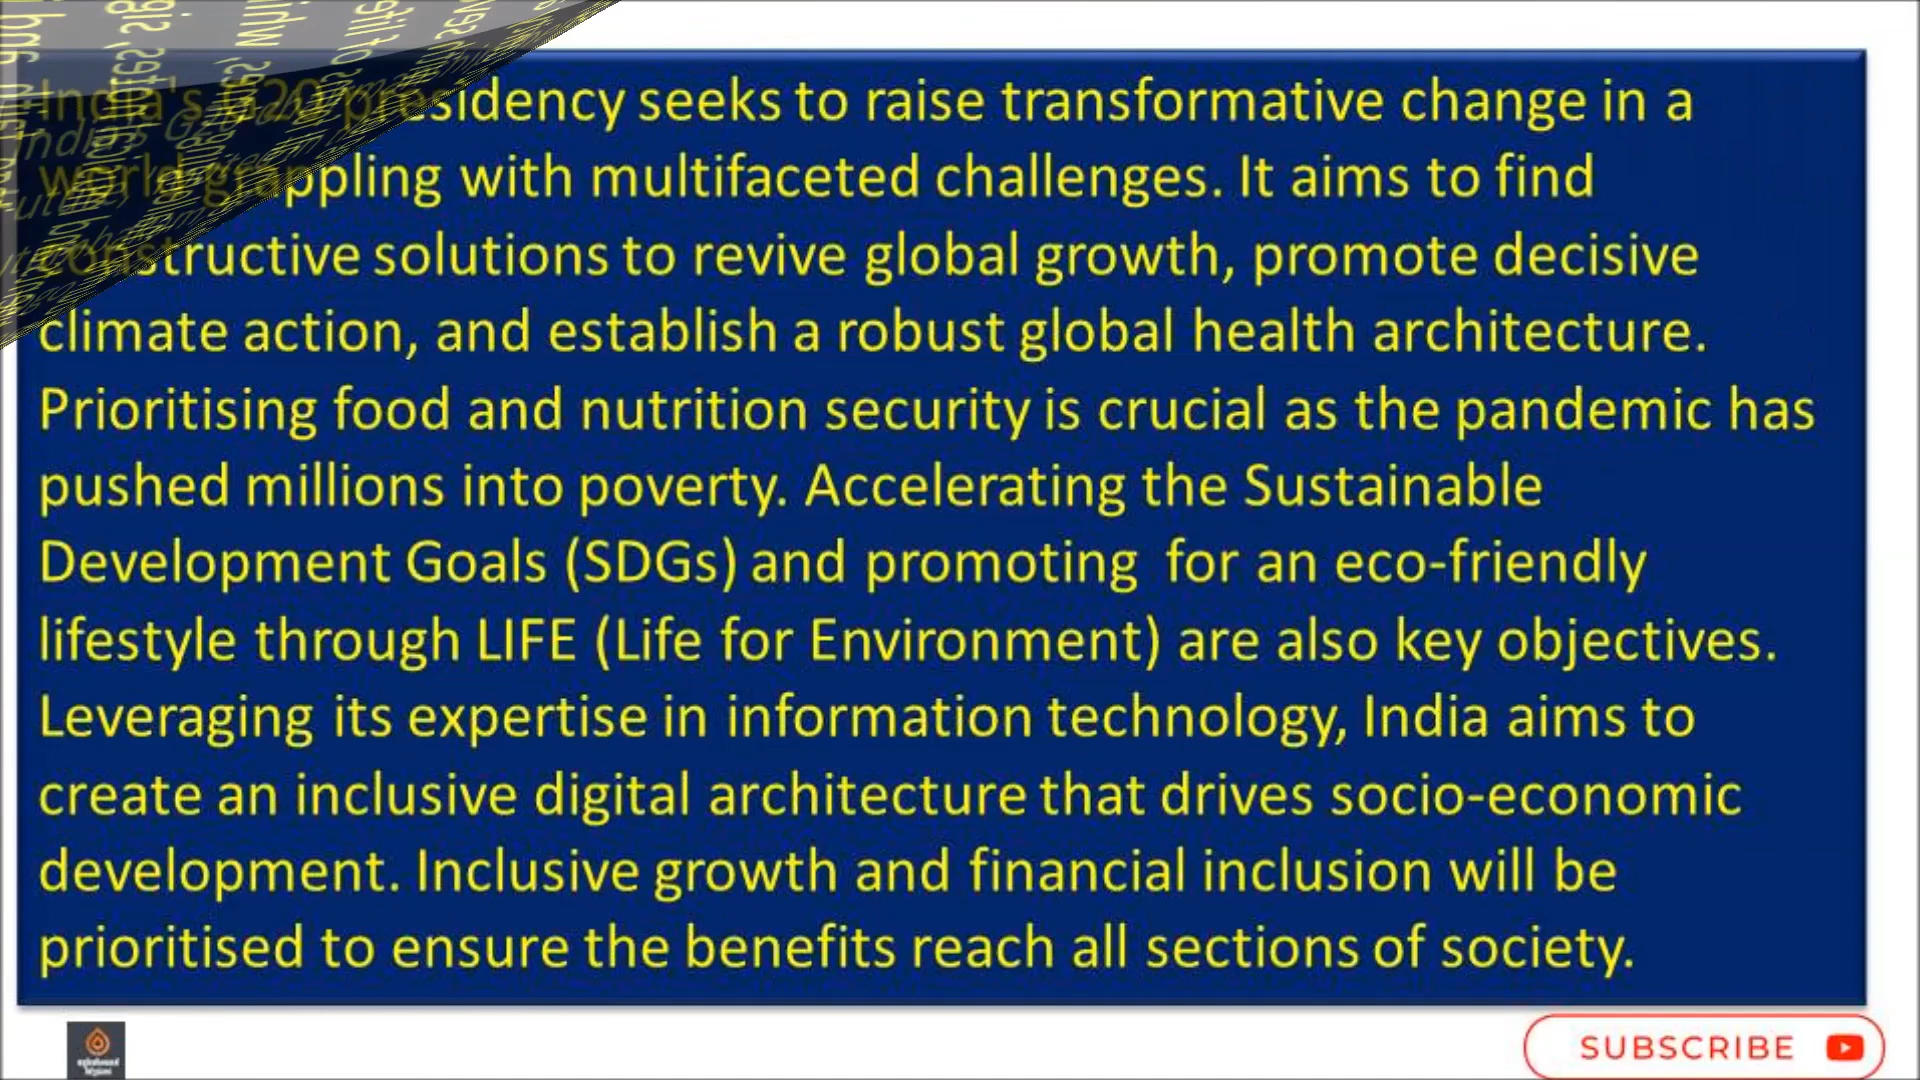 India's G20 presidency seeks to raise transformative change in a
world grappling with multifaceted challenges. It aims to find
constructive solutions to revive global growth, promote decisive
climate action, and establish a robust global health architecture.
Prioritising food and nutrition security is crucial as the pandemic has
pushed millions into poverty. Accelerating the Sustainable
Development Goals (SDGs) and promoting  for an eco-friendly
lifestyle through LIFE (Life for Environment) are also key objectives.
Leveraging its expertise in information technology, India aims to
create an inclusive digital architecture that drives socio-economic
development. Inclusive growth and financial inclusion will be
prioritised to ensure the benefits reach all sections of society.
SUBSCRIBE